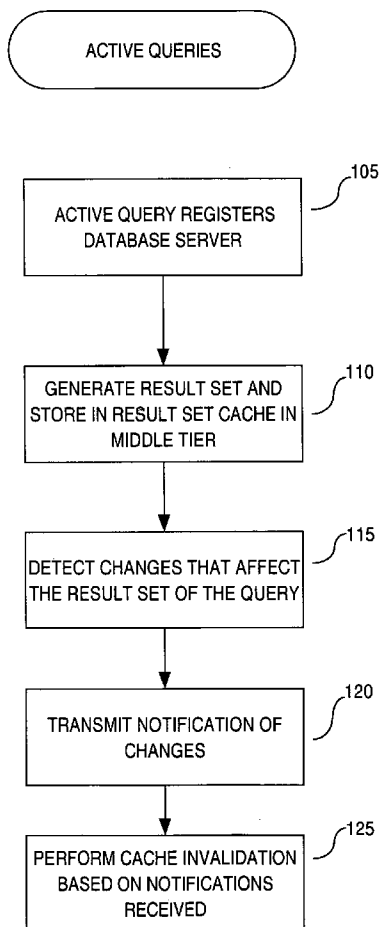 ACTIVE QUERIES
105
ACTIVE QUERY REGISTERS
DATABASE SERVER
110
GENERATE RESULT SET AND
STORE IN RESULT SET CACHE IN
MIDDLE TIER
115
DETECT CHANGES THAT AFFECT
THE RESULT SET OF THE QUERY
120
TRANSMIT NOTIFICATION OF
CHANGES
125
PERFORM CACHE INVALIDATION
BASED ON NOTIFICATIONS
RECEIVED